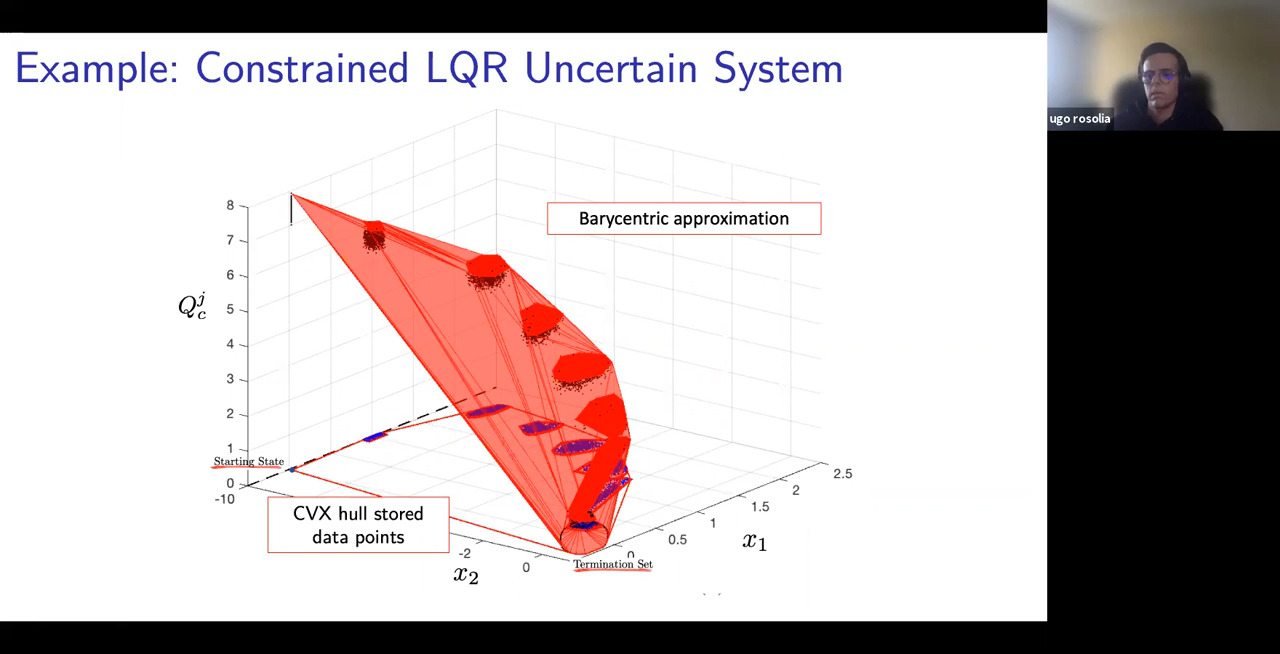 Example: Constrained LQR Uncertain System
ugo rosolia
Barycentric approximation
8
7
6
5
4
3
2
1
0
Q_c^j
Starting State
-10
CVX hull stored
data points
-2
0
x_2
Termination Set
0.5
1
1.5
2
2.5
x_1